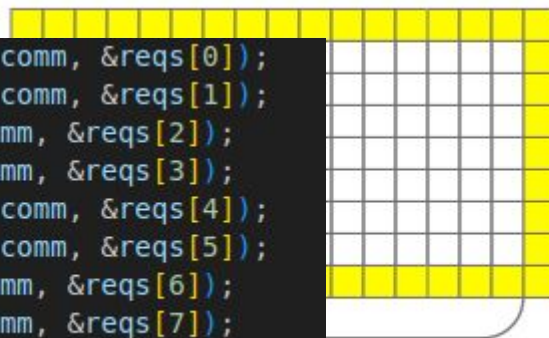 comm, &reqs[0]);
comm, &reqs[1]);
mm, &reqs[2]);
mm, &reqs[3]);
comm, &reqs[4]);
comm, &reqs[5]);
mm, &reqs[6]);
mm, &reqs[7]);